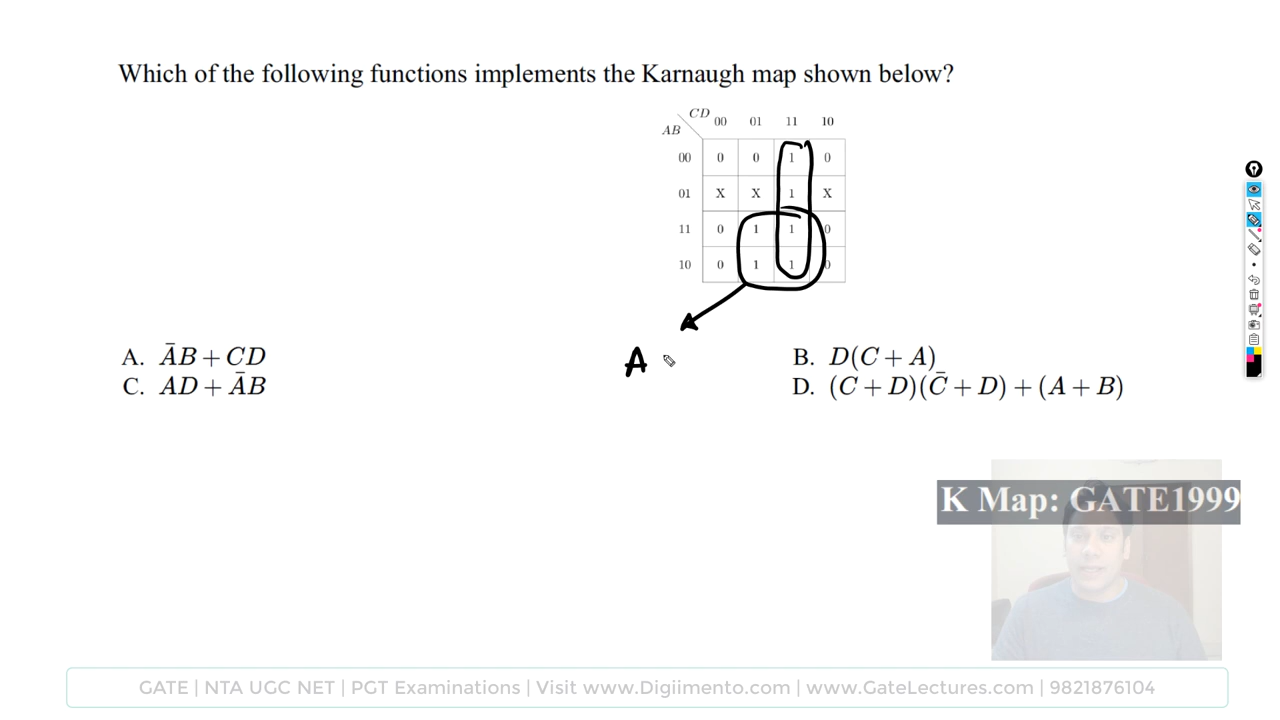 Which of the following functions implements the Karnaugh map shown below?
CD 00 01 11 10
AB
00 0 0 1 0
01 X X 1 X
11 0 1 1 0
10 0 1 1 0
A
A. ĀB + CD
B. D(C + A)
C. AD + ĀB
D. (C + D)(C̄ + D) + (A + B)
K Map: GATE1999
GATE | NTA UGC NET | PGT Examinations | Visit www.Digiimento.com | www.GateLectures.com | 9821876104